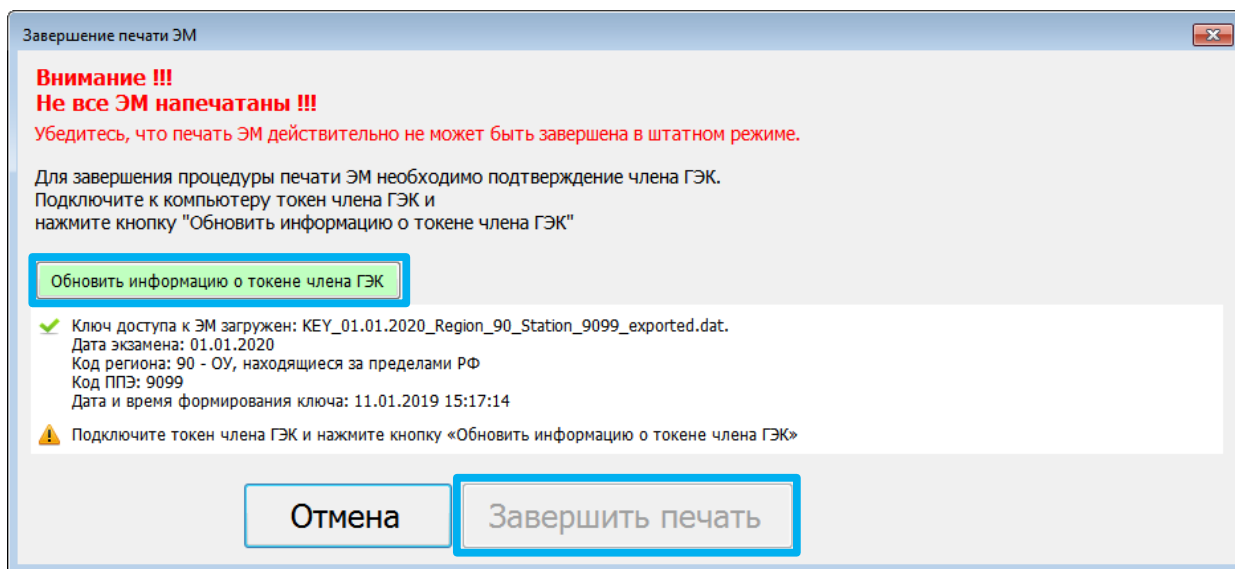 Завершение печати ЭМ
Внимание !!!
Не все ЭМ напечатаны !!!
Убедитесь, что печать ЭМ действительно не может быть завершена в штатном режиме.
Для завершения процедуры печати ЭМ необходимо подтверждение члена ГЭК.
Подключите к компьютеру токен члена ГЭК и
нажмите кнопку "Обновить информацию о токене члена ГЭК"
Обновить информацию о токене члена ГЭК
Ключ доступа к ЭМ загружен: KEY_01.01.2020_Region_90_Station_9099_exported.dat.
Дата экзамена: 01.01.2020
Код региона: 90 - ОУ, находящиеся за пределами РФ
Код ППЭ: 9099
Дата и время формирования ключа: 11.01.2019 15:17:14
Подключите токен члена ГЭК и нажмите кнопку «Обновить информацию о токене члена ГЭК»
Отмена
Завершить печать